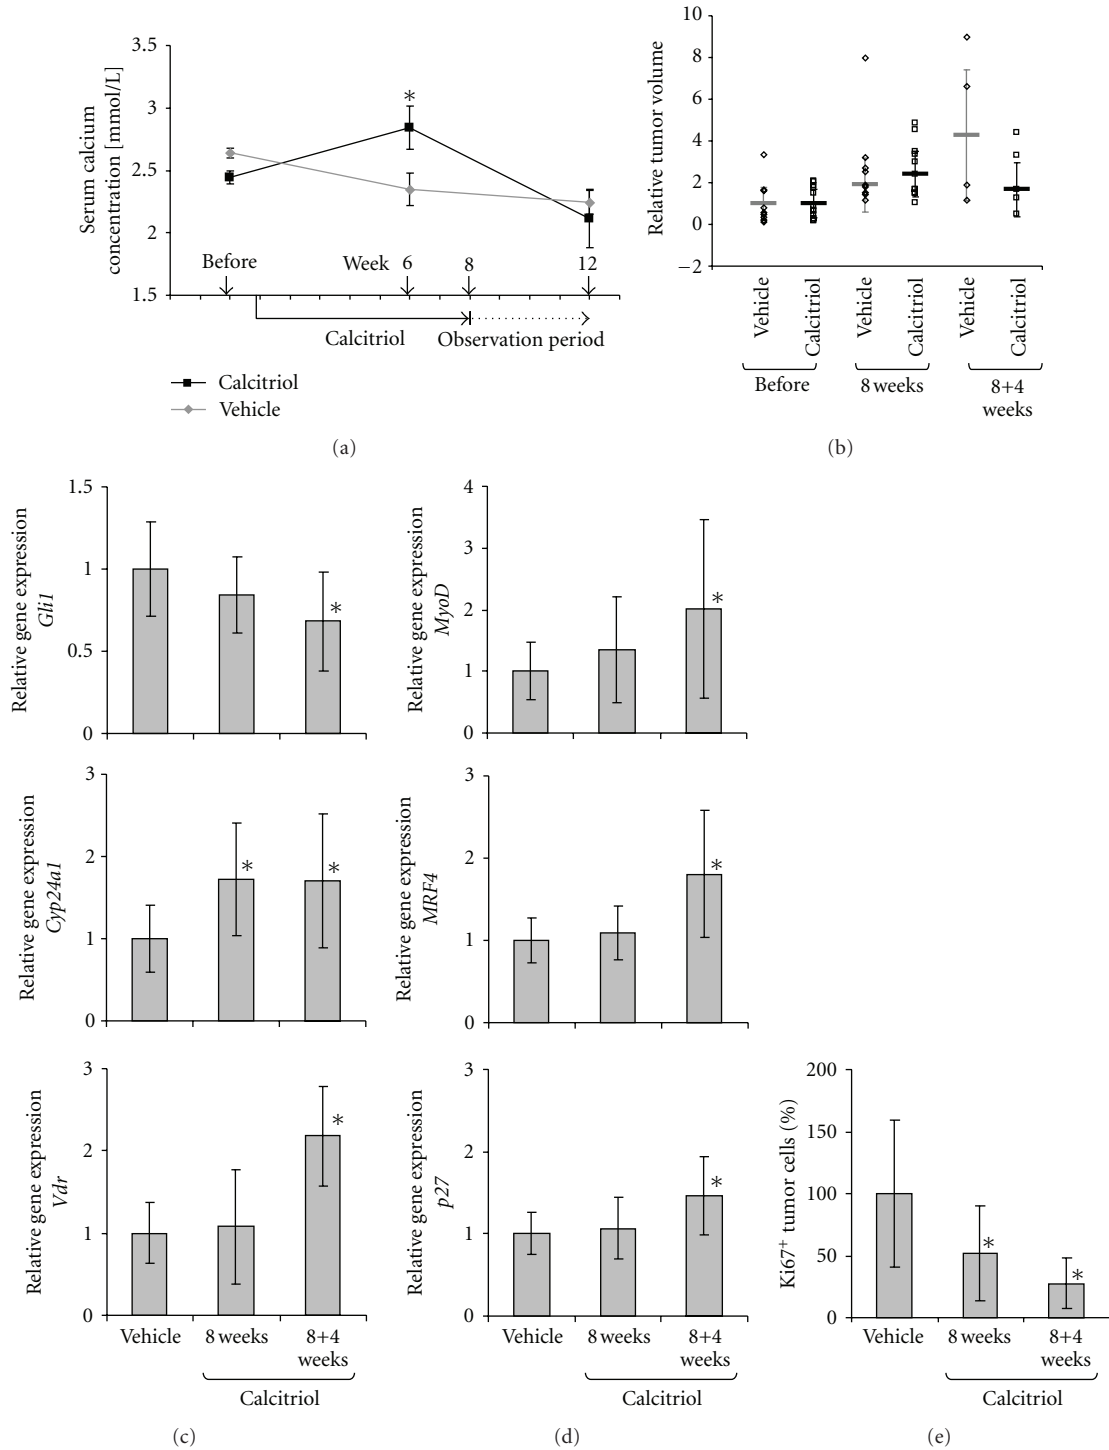 3.5
3
2.5
2
1.5
Serum calcium
concentration [mmol/L]
*
Before
Week 6
8
12
Calcitriol
Observation period
Calcitriol
Vehicle
(a)
10
8
6
4
2
0
−2
Relative tumor volume
Vehicle
Calcitriol
Vehicle
Calcitriol
Vehicle
Calcitriol
Before
8 weeks
8+4
weeks
(b)
1.5
1
0.5
0
Relative gene expression
Gli1
*
4
3
2
1
0
Relative gene expression
MyoD
*
3
2
1
0
Relative gene expression
Cyp24a1
*
*
3
2
1
0
Relative gene expression
MRF4
*
3
2
1
0
Relative gene expression
Vdr
*
Vehicle
8 weeks
8+4
weeks
Calcitriol
(c)
3
2
1
0
Relative gene expression
p27
*
Vehicle
8 weeks
8+4
weeks
Calcitriol
(d)
200
150
100
50
0
Ki67+ tumor cells (%)
*
*
Vehicle
8 weeks
8+4
weeks
Calcitriol
(e)